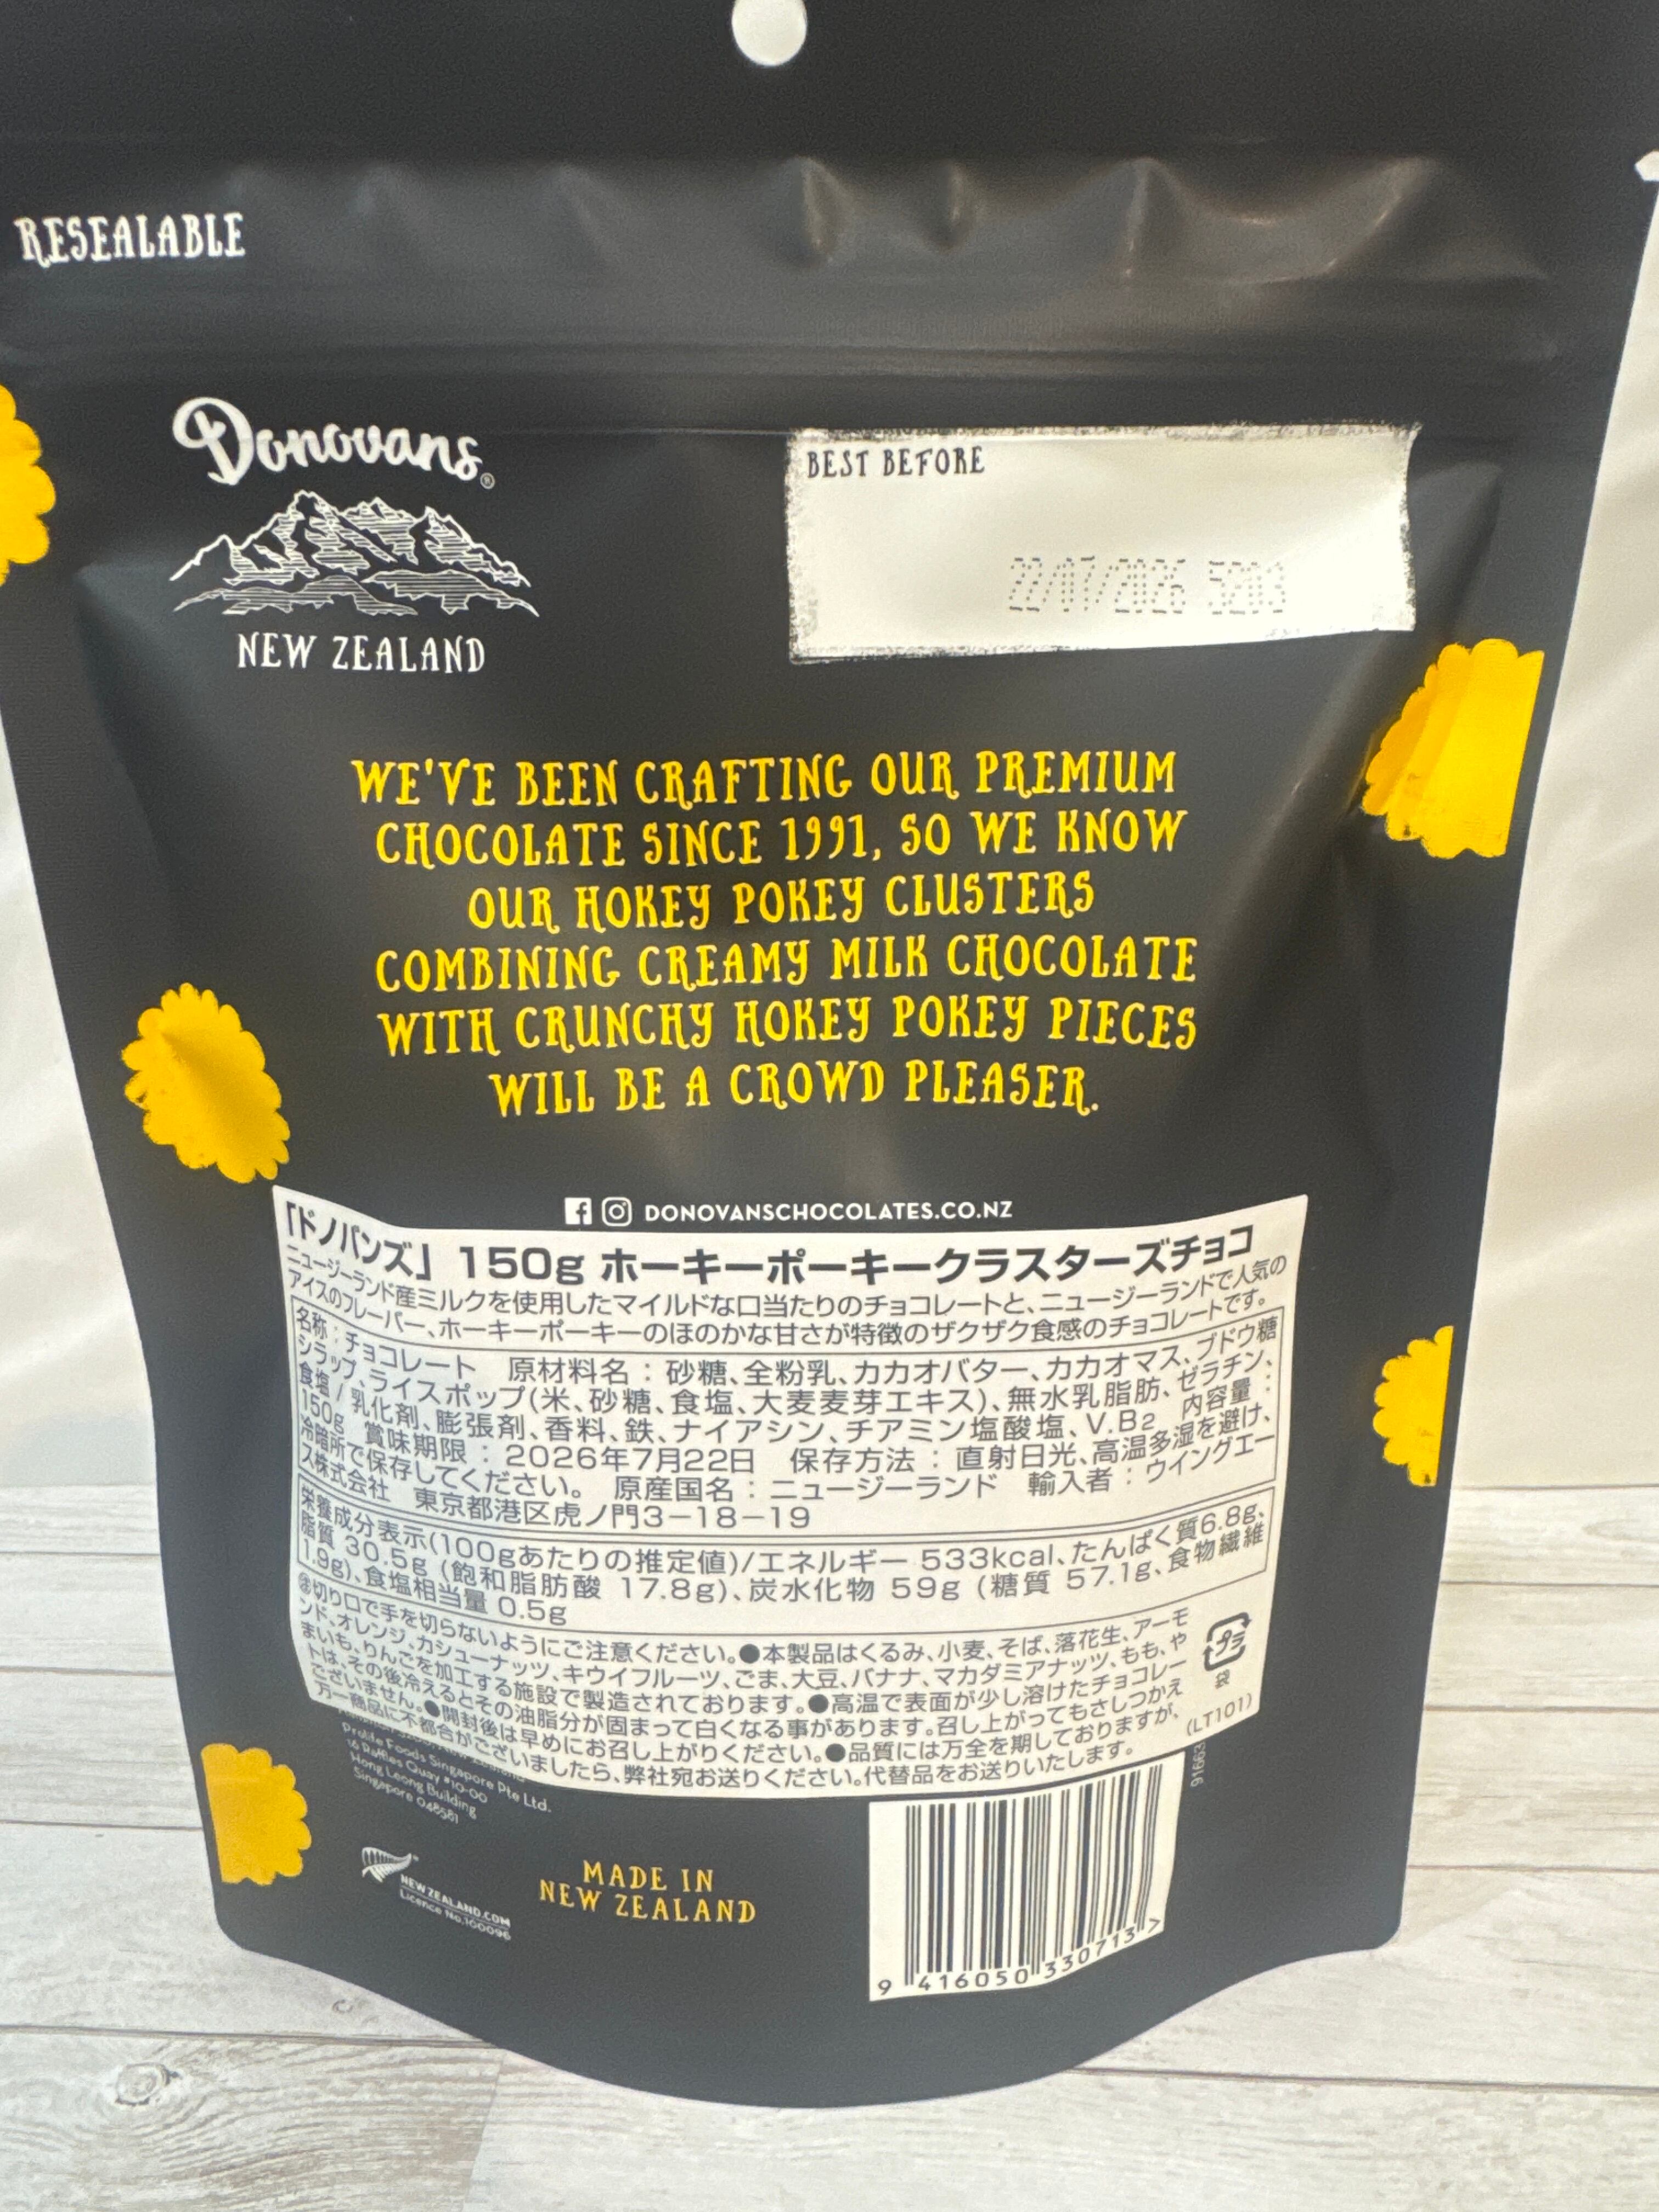 RESEALABLE
Donovans®
NEW ZEALAND
BEST BEFORE
22/07/2026
WE'VE BEEN CRAFTING OUR PREMIUM
CHOCOLATE SINCE 1991, SO WE KNOW
OUR HOKEY POKEY CLUSTERS
COMBINING CREAMY MILK CHOCOLATE
WITH CRUNCHY HOKEY POKEY PIECES
WILL BE A CROWD PLEASER.
DONOVANSCHOCOLATES.CO.NZ
「ドノバンズ」 150g ホーキーポーキークラスターズチョコ
ニュージーランド産ミルクを使用したマイルドな口当たりのチョコレートと、ニュージーランドで人気の
アイスのフレーバー、ホーキーポーキーのほのかな甘さが特徴のザクザク食感のチョコレートです。
名称：チョコレート　原材料名：砂糖、全粉乳、カカオバター、カカオマス、ブドウ糖
シラップ、ライスポップ(米、砂糖、食塩、大麦麦芽エキス)、無水乳脂肪、ゼラチン、
食塩 / 乳化剤、膨張剤、香料、鉄、ナイアシン、チアミン塩酸塩、V.B2　内容量：
150g　賞味期限：2026年7月22日　保存方法：直射日光、高温多湿を避け、
冷暗所で保存してください。　原産国名：ニュージーランド　輸入者：ウイングエー
ス株式会社　東京都港区虎ノ門3－18－19
栄養成分表示(100gあたりの推定値)/エネルギー 533kcal、たんぱく質6.8g、
脂質 30.5g (飽和脂肪酸 17.8g)、炭水化物 59g (糖質 57.1g、食物繊維
1.9g)、食塩相当量 0.5g
㊟切り口で手を切らないようにご注意ください。●本製品はくるみ、小麦、そば、落花生、アーモ
ンド、オレンジ、カシューナッツ、キウイフルーツ、ごま、大豆、バナナ、マカダミアナッツ、もも、や
まいも、りんごを加工する施設で製造されております。●高温で表面が少し溶けたチョコレー
トは、その後冷えるとその油脂分が固まって白くなる事があります。召し上がってもさしつかえ
ございません。●開封後は早めにお召し上がりください。●品質には万全を期しておりますが、
万一商品に不都合がございましたら、弊社宛お送りください。代替品をお送りいたします。
プラ
袋
(LT101)
Prolife Foods Singapore Pte Ltd.
16 Raffles Quay #10-00
Hong Leong Building
Singapore 048581
NEWZEALAND.COM
Licence No.100096
MADE IN
NEW ZEALAND
9 416050 330713 >